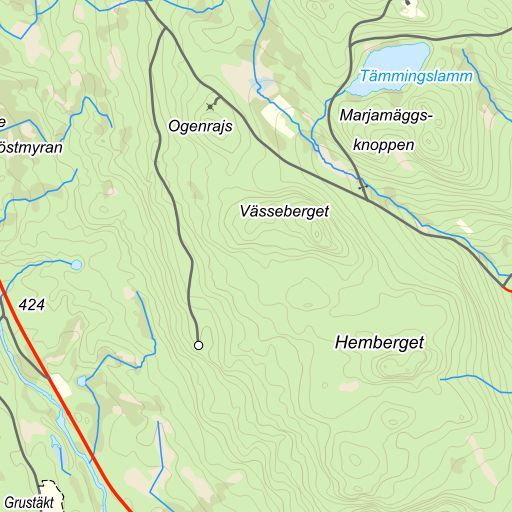 Tämmingslamm
Marjamäggs-
knoppen
Ogenrajs
östmyran
Vässeberget
424
Hemberget
Grustäkt